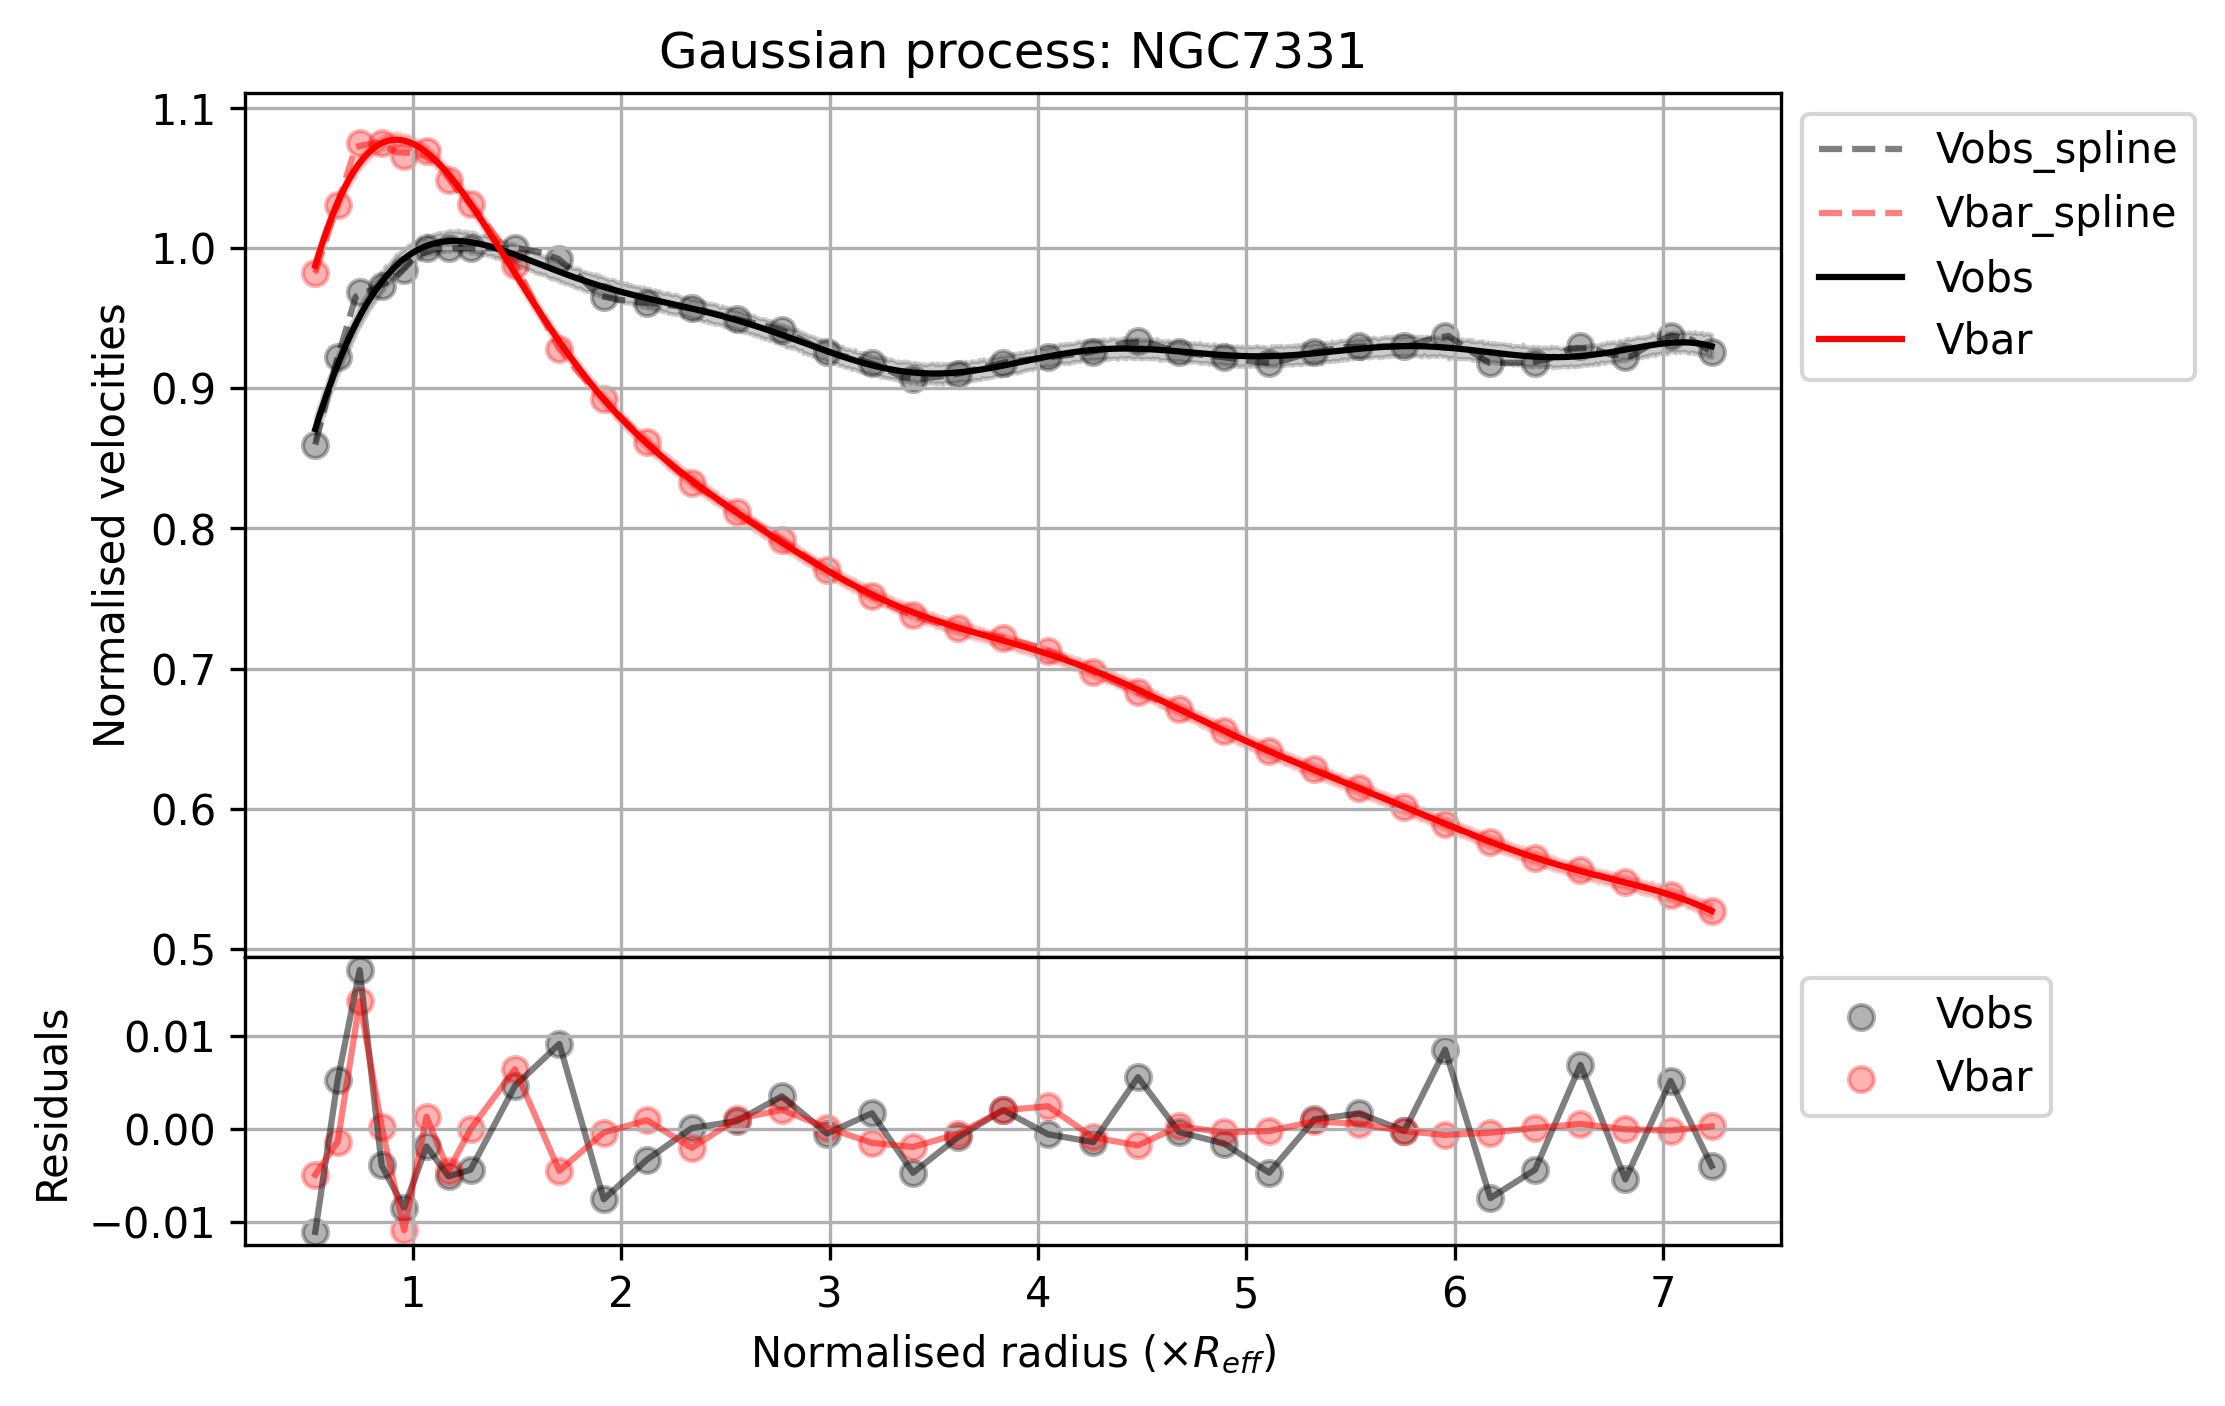 Gaussian process: NGC7331
Normalised velocities
1.1
1.0
0.9
0.8
0.7
0.6
0.5
Vobs_spline
Vbar_spline
Vobs
Vbar
Residuals
0.01
0.00
−0.01
Vobs
Vbar
1 2 3 4 5 6 7
Normalised radius (×R_eff)